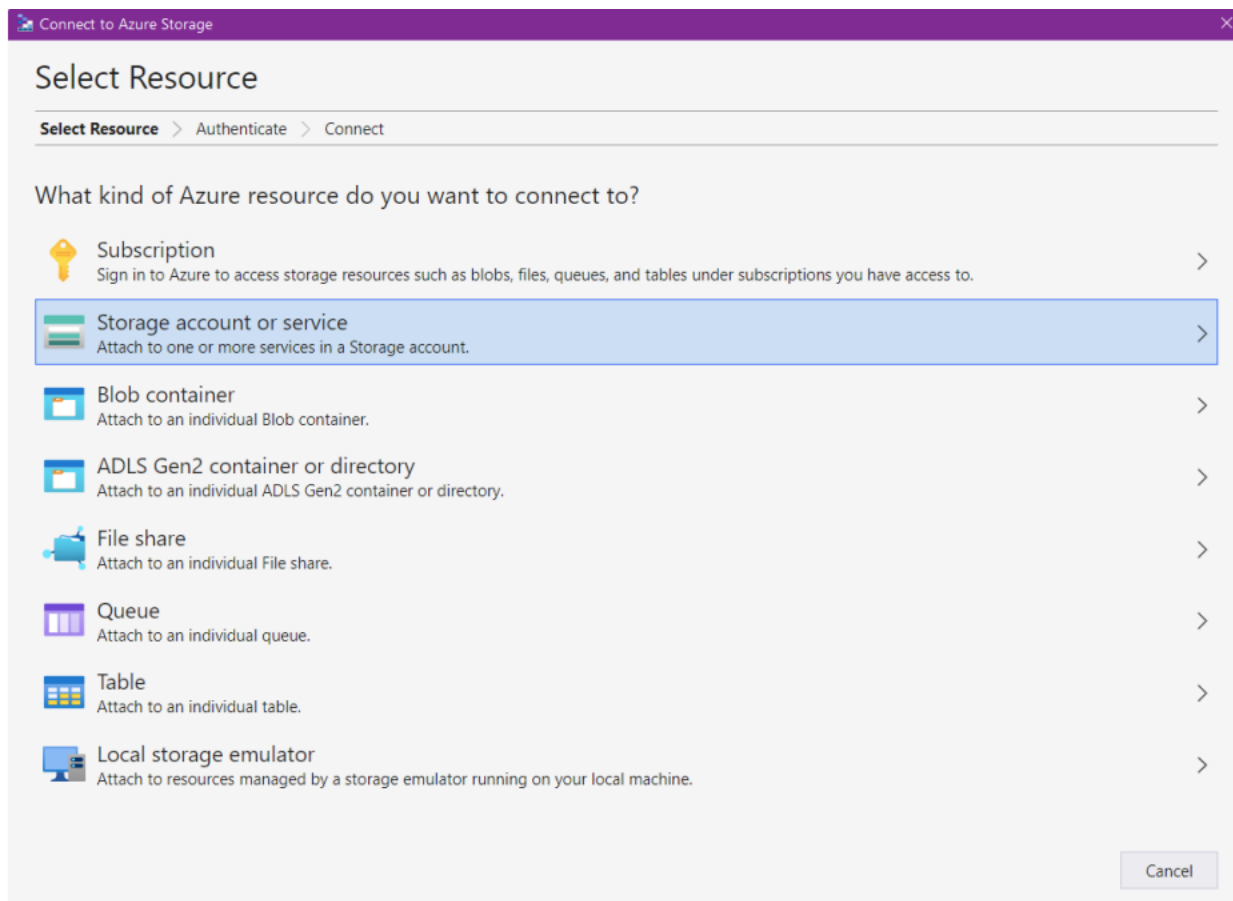 Connect to Azure Storage
Select Resource
Select Resource > Authenticate > Connect
What kind of Azure resource do you want to connect to?
Subscription
Sign in to Azure to access storage resources such as blobs, files, queues, and tables under subscriptions you have access to.
Storage account or service
Attach to one or more services in a Storage account.
Blob container
Attach to an individual Blob container.
ADLS Gen2 container or directory
Attach to an individual ADLS Gen2 container or directory.
File share
Attach to an individual File share.
Queue
Attach to an individual queue.
Table
Attach to an individual table.
Local storage emulator
Attach to resources managed by a storage emulator running on your local machine.
Cancel